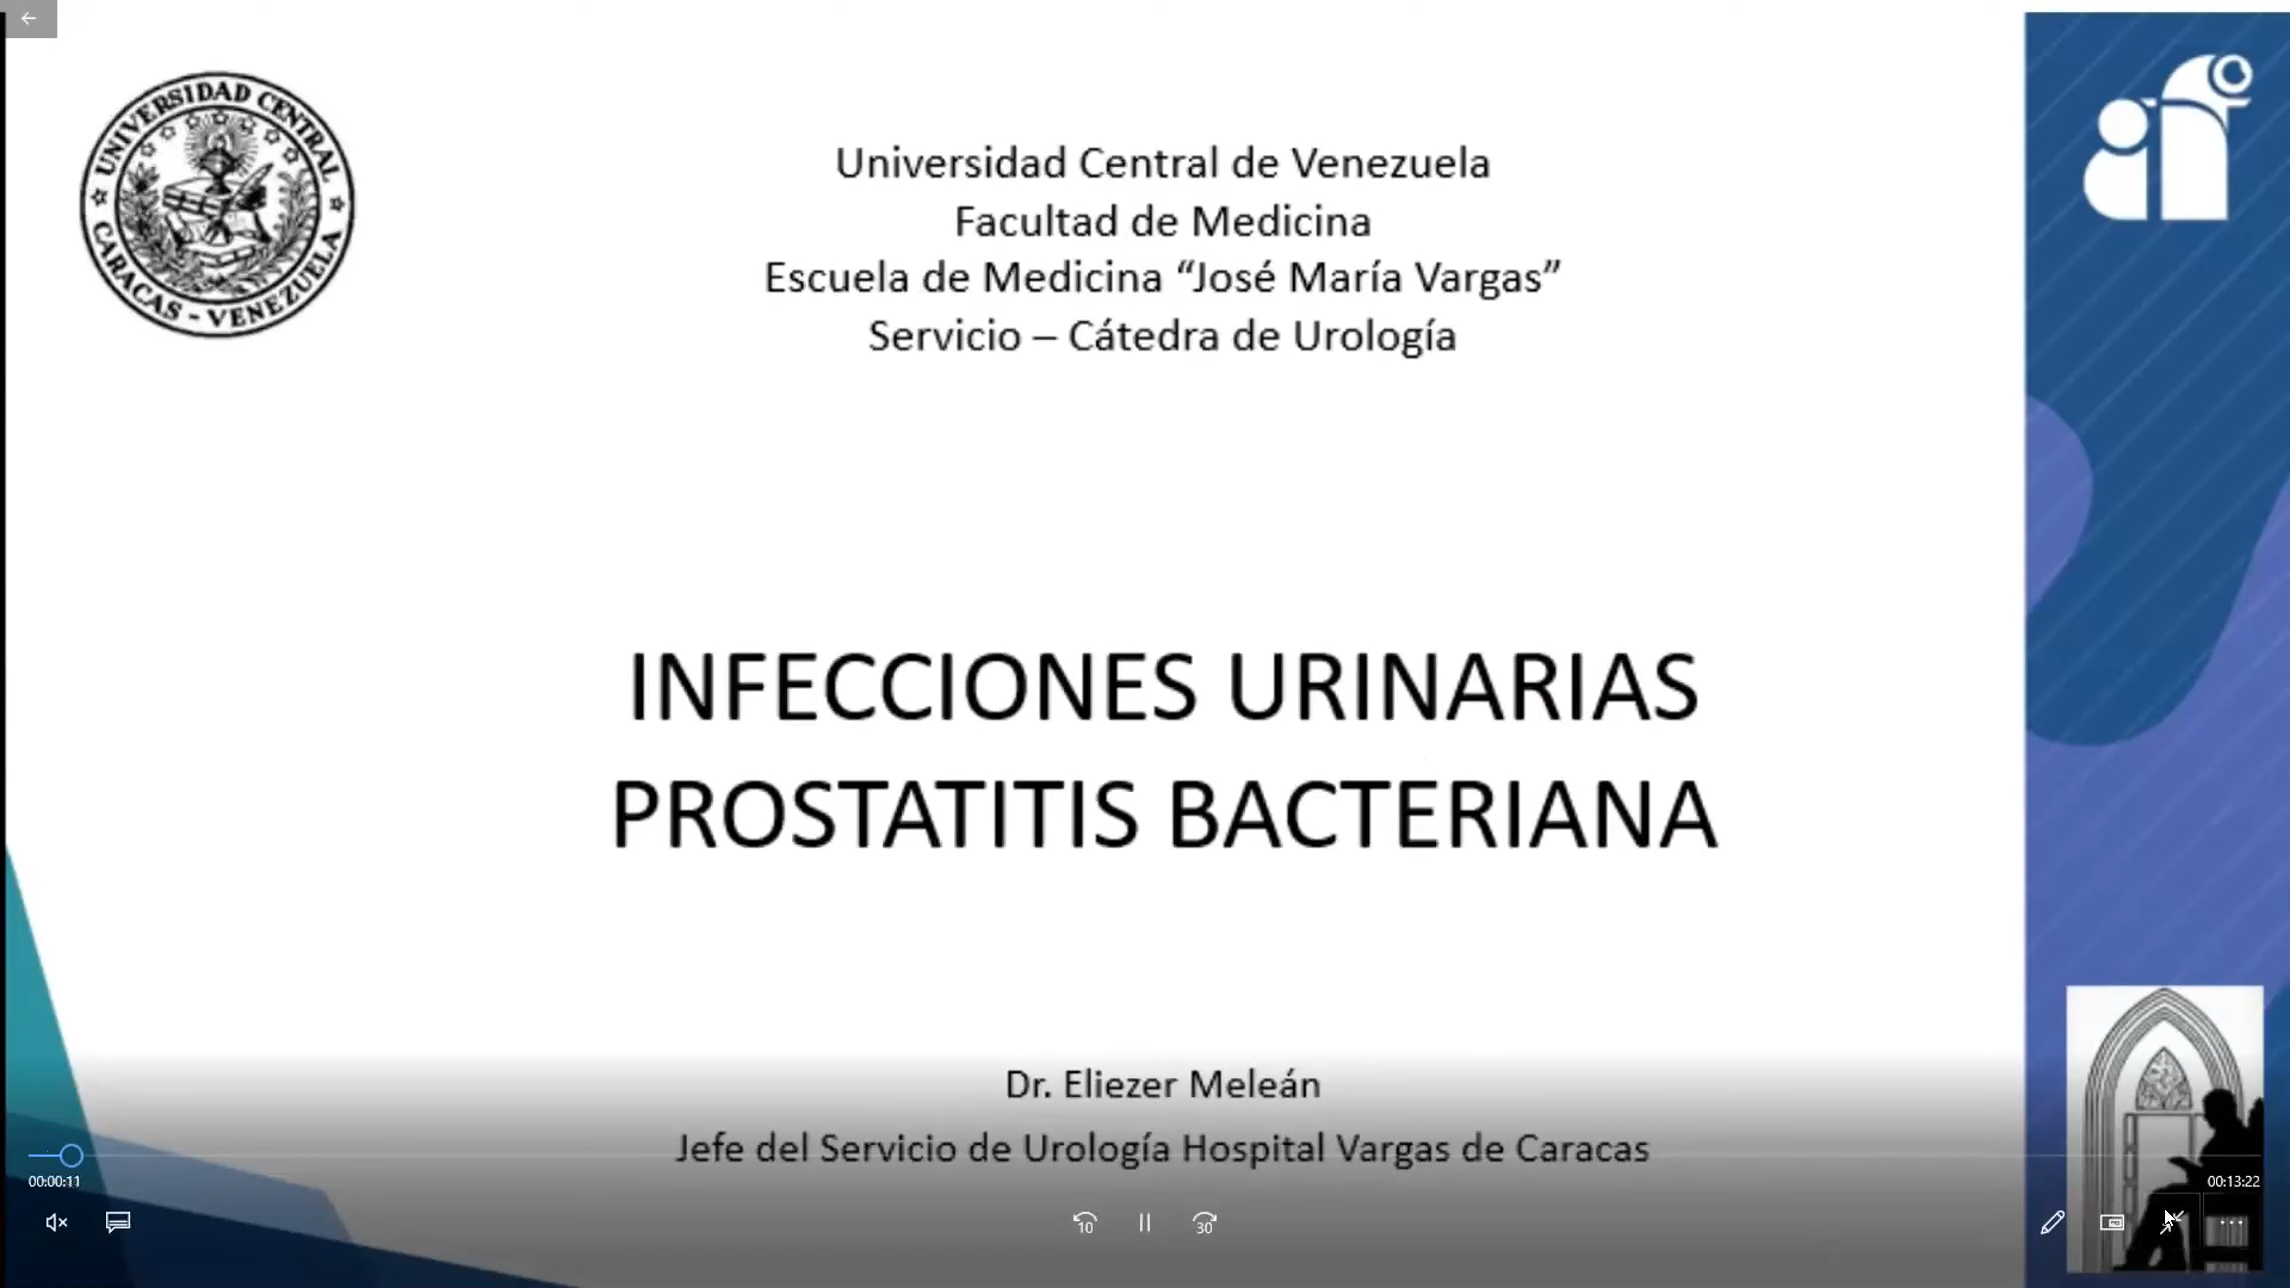 UNIVERSIDAD CENTRAL
CARACAS - VENEZUELA
Universidad Central de Venezuela
Facultad de Medicina
Escuela de Medicina “José María Vargas”
Servicio – Cátedra de Urología
INFECCIONES URINARIAS
PROSTATITIS BACTERIANA
Dr. Eliezer Meleán
Jefe del Servicio de Urología Hospital Vargas de Caracas
00:00:11
00:13:22
10
30